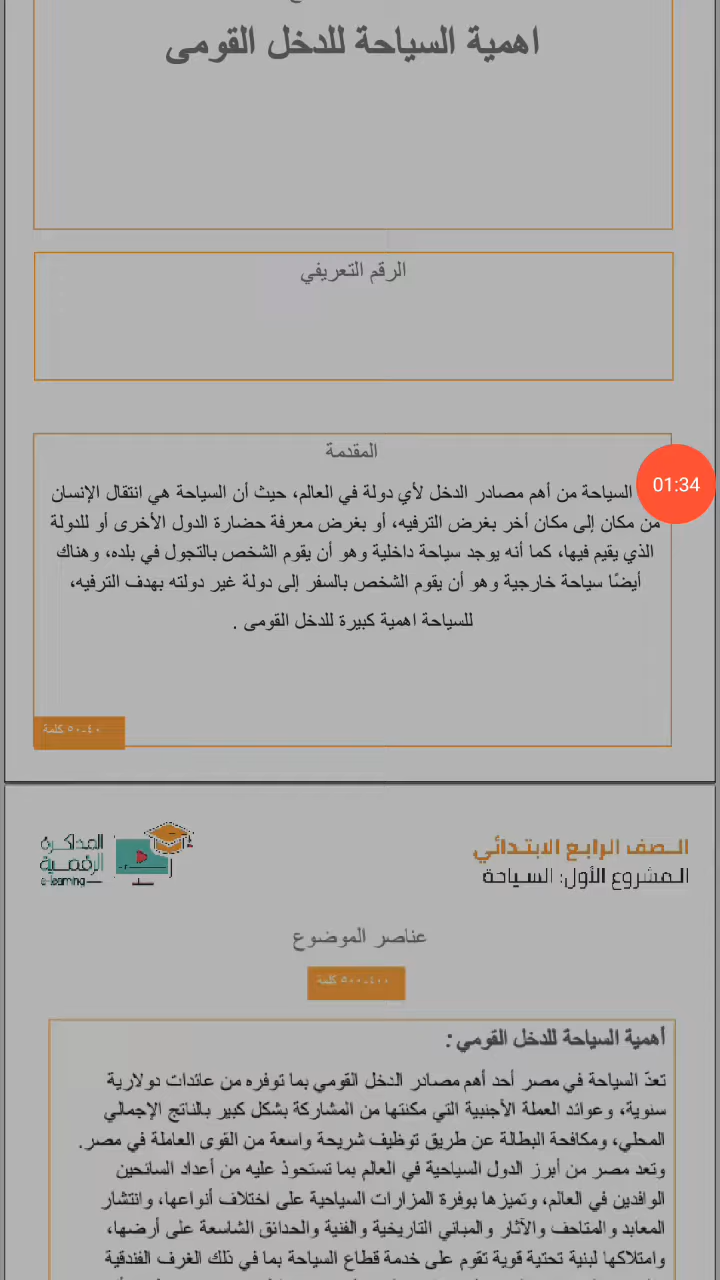 اهمية السياحة للدخل القومى
الرقم التعريفي
المقدمة
السياحة من أهم مصادر الدخل لأي دولة في العالم، حيث أن السياحة هي انتقال الإنسان
01:34
من مكان إلى مكان أخر بغرض الترفيه، أو بغرض معرفة حضارة الدول الأخرى أو للدولة
الذي يقيم فيها، كما أنه يوجد سياحة داخلية وهو أن يقوم الشخص بالتجول في بلده، وهناك
أيضًا سياحة خارجية وهو أن يقوم الشخص بالسفر إلى دولة غير دولته بهدف الترفيه،
للسياحة اهمية كبيرة للدخل القومى .
٤٠-٥٠ كلمة
الصف الرابع الابتدائي
المشروع الأول: السياحة
المذاكرة
الرقمية
e-learning
عناصر الموضوع
٤٠٠-٥٠٠ كلمة
أهمية السياحة للدخل القومي :
تعدّ السياحة في مصر أحد أهم مصادر الدخل القومي بما توفره من عائدات دولارية
سنوية، وعوائد العملة الأجنبية التي مكنتها من المشاركة بشكل كبير بالناتج الإجمالي
المحلي، ومكافحة البطالة عن طريق توظيف شريحة واسعة من القوى العاملة في مصر.
وتعد مصر من أبرز الدول السياحية في العالم بما تستحوذ عليه من أعداد السائحين
الوافدين في العالم، وتميزها بوفرة المزارات السياحية على اختلاف أنواعها، وانتشار
المعابد والمتاحف والآثار والمباني التاريخية والفنية والحدائق الشاسعة على أرضها،
وامتلاكها لبنية تحتية قوية تقوم على خدمة قطاع السياحة بما في ذلك الغرف الفندقية